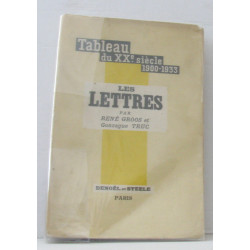 Tableau
du XXe siècle
1900-1933
LES
LETTRES
PAR
RENÉ GROOS et
Gonzague TRUC
DENOËL ET STEELE
PARIS